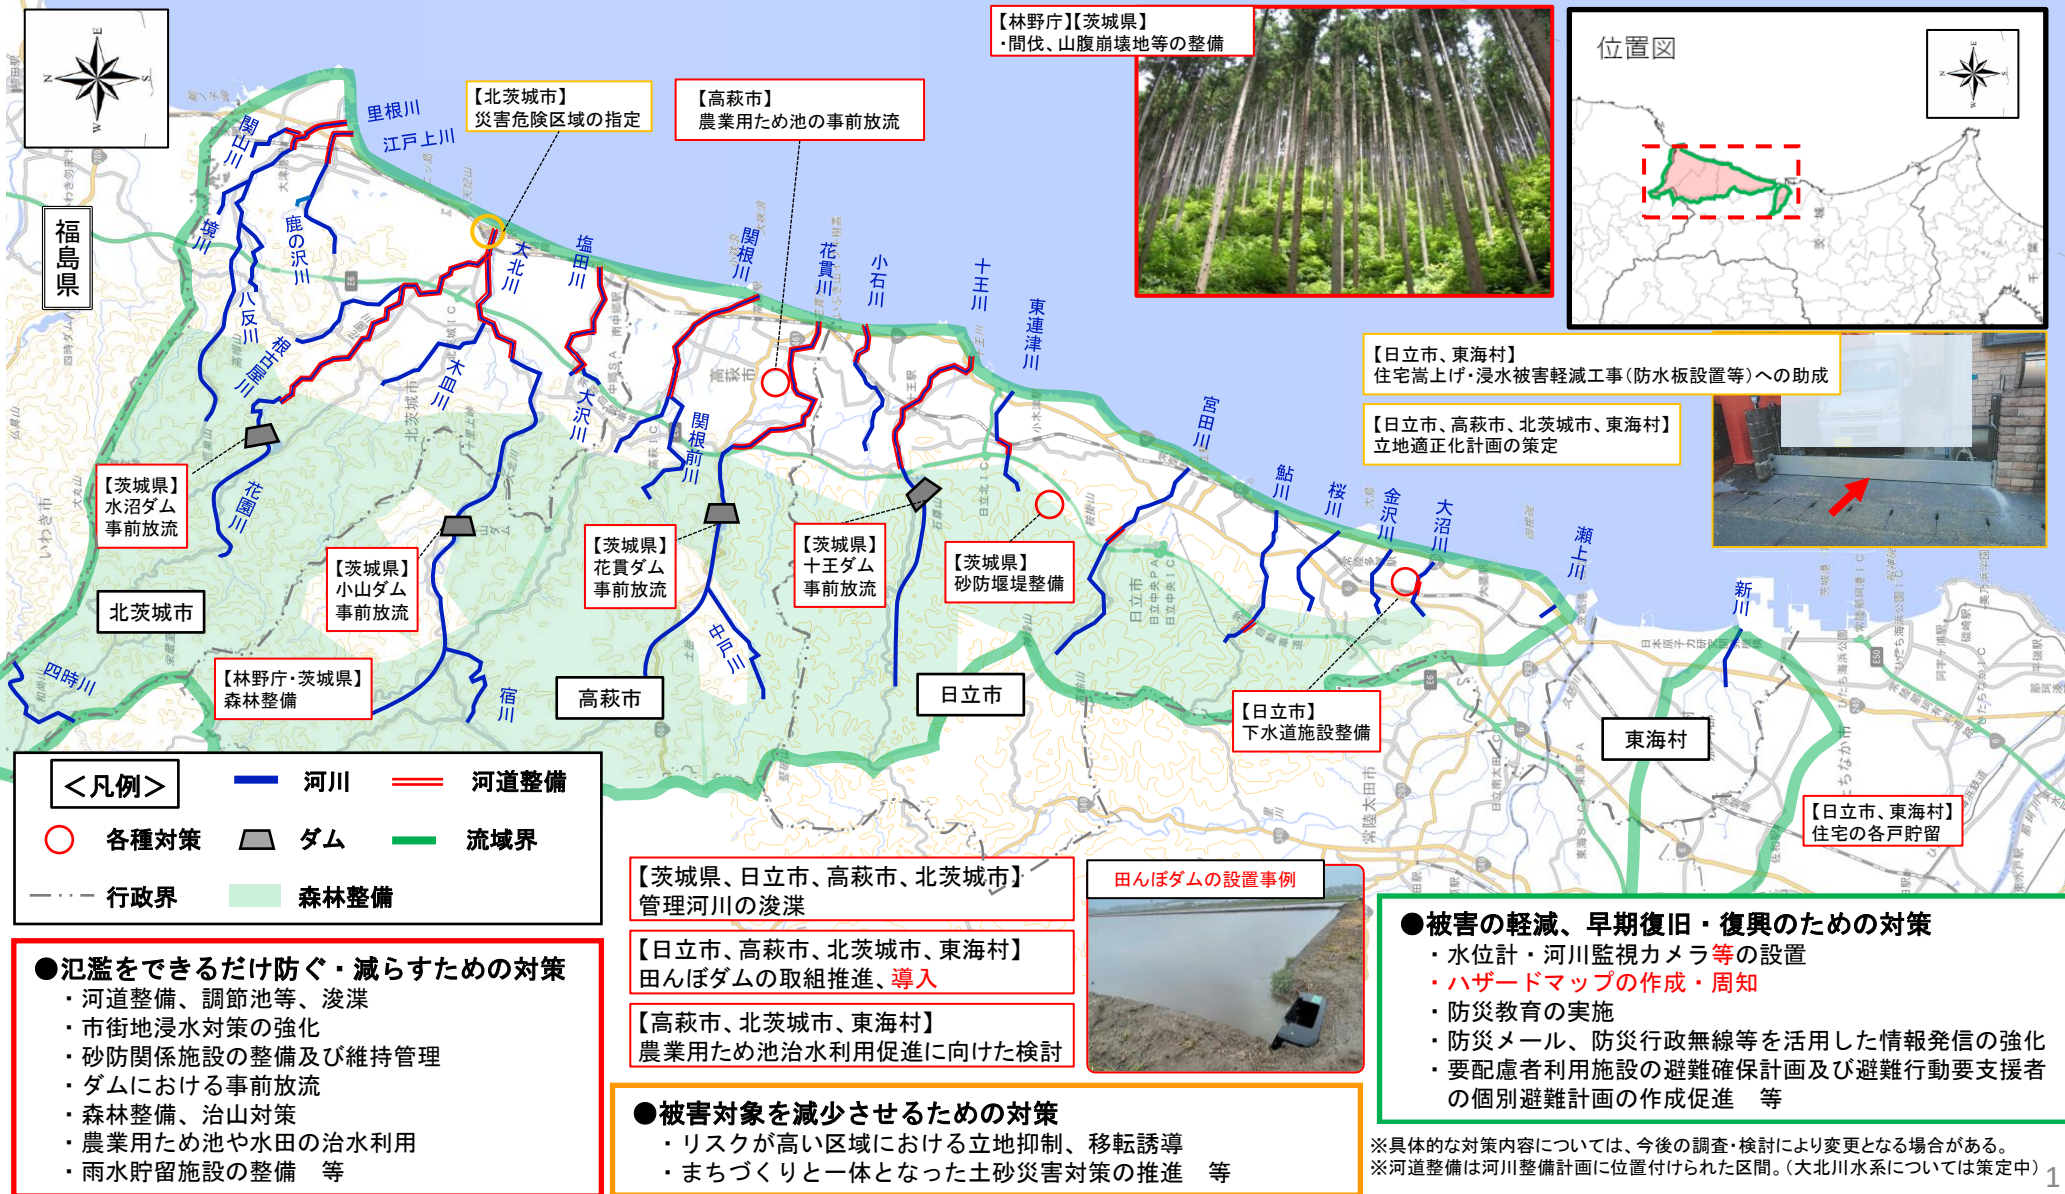 【林野庁】【茨城県】
・間伐、山腹崩壊地等の整備
位置図
N
E
S
W
【北茨城市】
災害危険区域の指定
【高萩市】
農業用ため池の事前放流
里根川
江戸上川
関山川
境川
鹿の沢川
八反川
根古屋川
大北川
塩田川
木皿川
大沢川
関根川
関根前川
花貫川
小石川
十王川
東連津川
宮田川
鮎川
桜川
金沢川
大沼川
瀬上川
新川
花園川
四時川
宿川
中戸川
福島県
【日立市、東海村】
住宅嵩上げ・浸水被害軽減工事(防水板設置等)への助成
【日立市、高萩市、北茨城市、東海村】
立地適正化計画の策定
【茨城県】
水沼ダム
事前放流
【茨城県】
小山ダム
事前放流
【茨城県】
花貫ダム
事前放流
【茨城県】
十王ダム
事前放流
【茨城県】
砂防堰堤整備
北茨城市
高萩市
日立市
東海村
【林野庁・茨城県】
森林整備
【日立市】
下水道施設整備
【日立市、東海村】
住宅の各戸貯留
いわき市
常陸太田市
＜凡例＞
河川
河道整備
各種対策
ダム
流域界
行政界
森林整備
【茨城県、日立市、高萩市、北茨城市】
管理河川の浚渫
【日立市、高萩市、北茨城市、東海村】
田んぼダムの取組推進、導入
【高萩市、北茨城市、東海村】
農業用ため池治水利用促進に向けた検討
田んぼダムの設置事例
●氾濫をできるだけ防ぐ・減らすための対策
・河道整備、調節池等、浚渫
・市街地浸水対策の強化
・砂防関係施設の整備及び維持管理
・ダムにおける事前放流
・森林整備、治山対策
・農業用ため池や水田の治水利用
・雨水貯留施設の整備　等
●被害対象を減少させるための対策
・リスクが高い区域における立地抑制、移転誘導
・まちづくりと一体となった土砂災害対策の推進　等
●被害の軽減、早期復旧・復興のための対策
・水位計・河川監視カメラ等の設置
・ハザードマップの作成・周知
・防災教育の実施
・防災メール、防災行政無線等を活用した情報発信の強化
・要配慮者利用施設の避難確保計画及び避難行動要支援者
の個別避難計画の作成促進　等
※具体的な対策内容については、今後の調査・検討により変更となる場合がある。
※河道整備は河川整備計画に位置付けられた区間。（大北川水系については策定中）
1